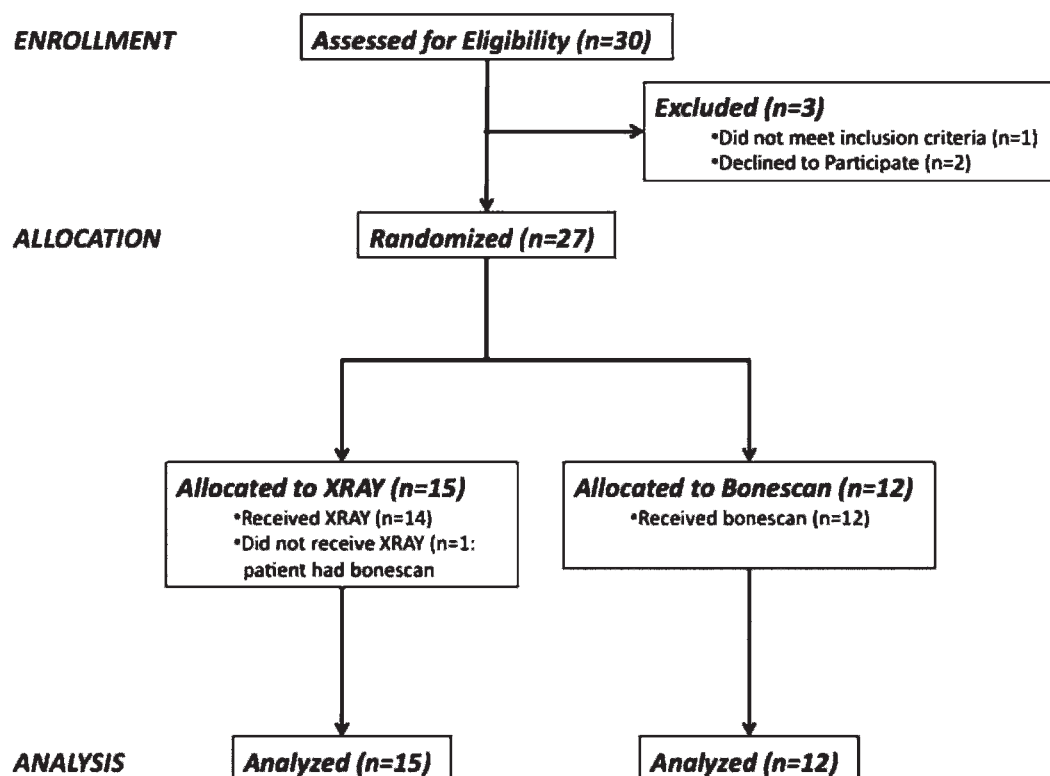 ENROLLMENT
Assessed for Eligibility (n=30)
Excluded (n=3)
•Did not meet inclusion criteria (n=1)
•Declined to Participate (n=2)
ALLOCATION
Randomized (n=27)
Allocated to XRAY (n=15)
•Received XRAY (n=14)
•Did not receive XRAY (n=1:
patient had bonescan
Allocated to Bonescan (n=12)
•Received bonescan (n=12)
ANALYSIS
Analyzed (n=15)
Analyzed (n=12)